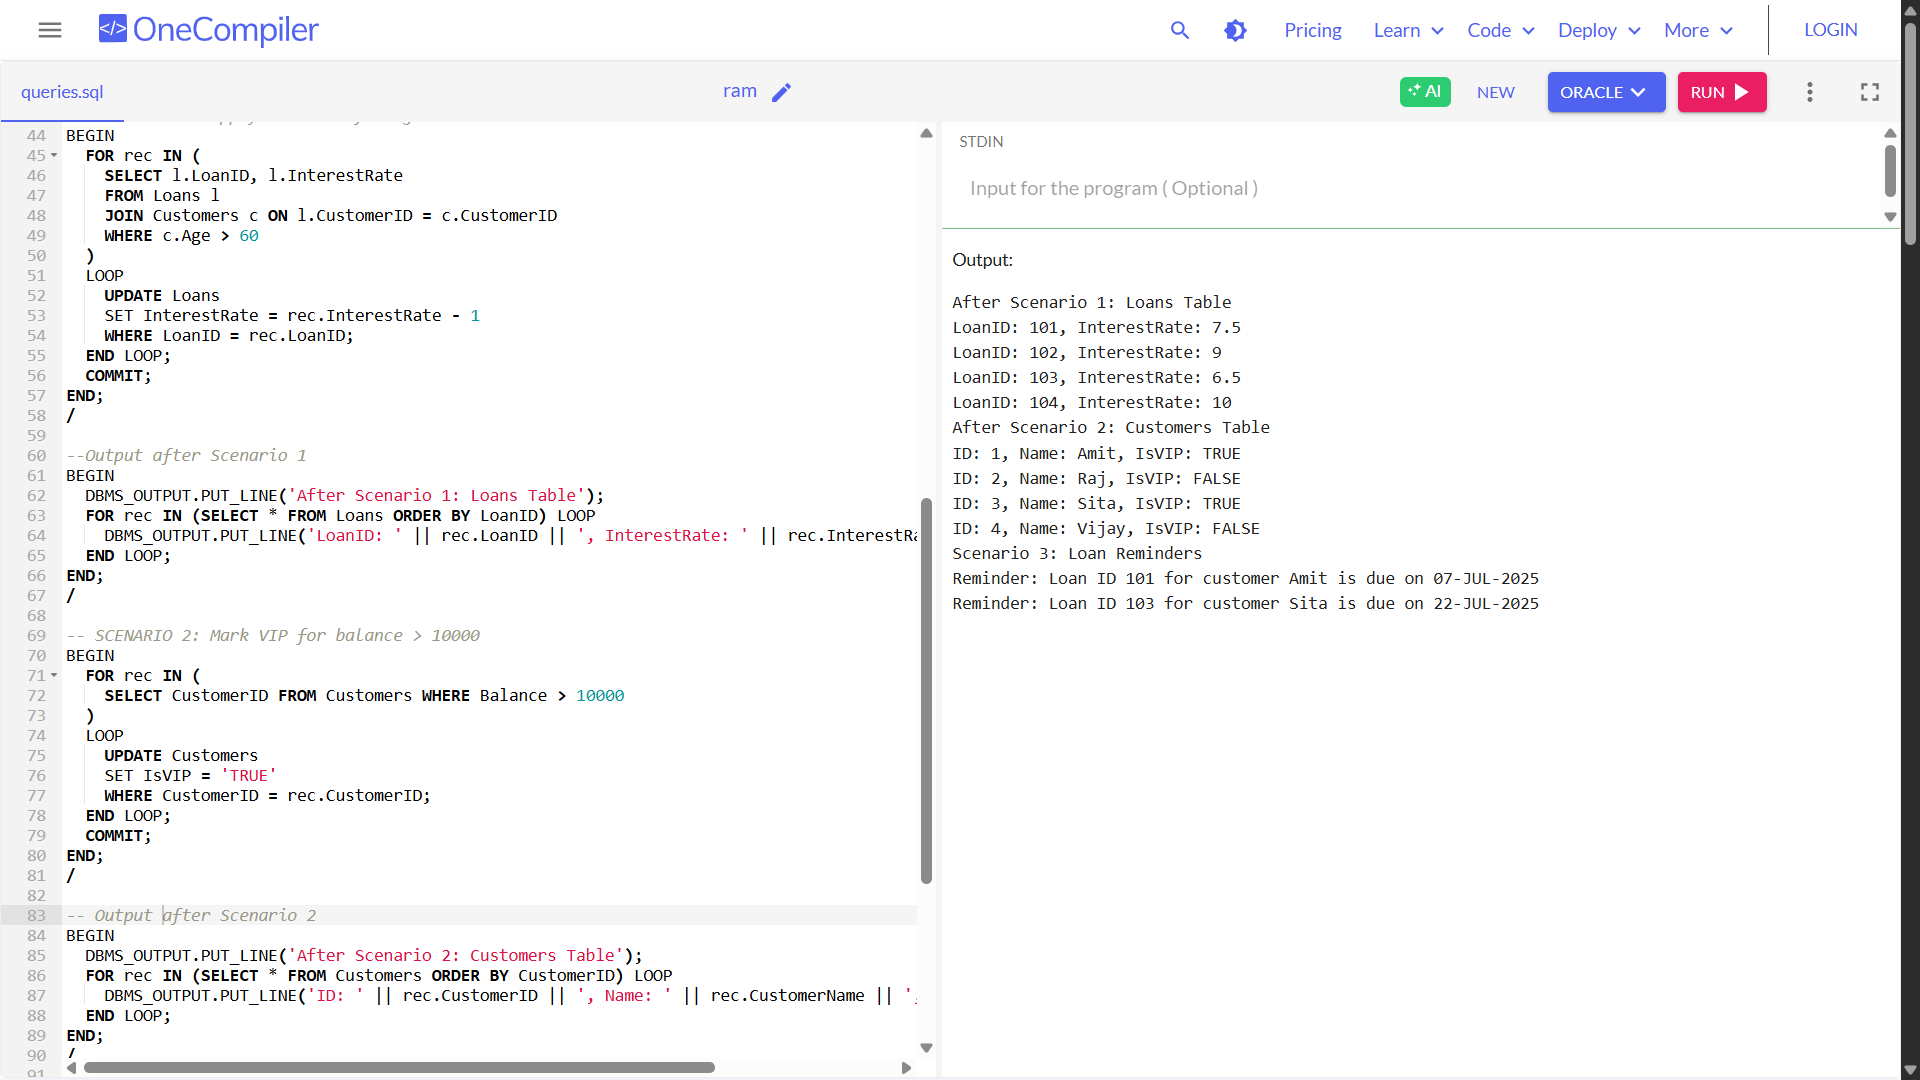 OneCompiler
Pricing
Learn
Code
Deploy
More
LOGIN
queries.sql
ram
AI
NEW
ORACLE
RUN
44 BEGIN
45 FOR rec IN (
46 SELECT l.LoanID, l.InterestRate
47 FROM Loans l
48 JOIN Customers c ON l.CustomerID = c.CustomerID
49 WHERE c.Age > 60
50 )
51 LOOP
52 UPDATE Loans
53 SET InterestRate = rec.InterestRate - 1
54 WHERE LoanID = rec.LoanID;
55 END LOOP;
56 COMMIT;
57 END;
58 /
59
60 --Output after Scenario 1
61 BEGIN
62 DBMS_OUTPUT.PUT_LINE('After Scenario 1: Loans Table');
63 FOR rec IN (SELECT * FROM Loans ORDER BY LoanID) LOOP
64 DBMS_OUTPUT.PUT_LINE('LoanID: ' || rec.LoanID || ', InterestRate: ' || rec.InterestRa
65 END LOOP;
66 END;
67 /
68
69 -- SCENARIO 2: Mark VIP for balance > 10000
70 BEGIN
71 FOR rec IN (
72 SELECT CustomerID FROM Customers WHERE Balance > 10000
73 )
74 LOOP
75 UPDATE Customers
76 SET IsVIP = 'TRUE'
77 WHERE CustomerID = rec.CustomerID;
78 END LOOP;
79 COMMIT;
80 END;
81 /
82
83 -- Output after Scenario 2
84 BEGIN
85 DBMS_OUTPUT.PUT_LINE('After Scenario 2: Customers Table');
86 FOR rec IN (SELECT * FROM Customers ORDER BY CustomerID) LOOP
87 DBMS_OUTPUT.PUT_LINE('ID: ' || rec.CustomerID || ', Name: ' || rec.CustomerName || ',
88 END LOOP;
89 END;
90 /
91
STDIN
Input for the program ( Optional )
Output:
After Scenario 1: Loans Table
LoanID: 101, InterestRate: 7.5
LoanID: 102, InterestRate: 9
LoanID: 103, InterestRate: 6.5
LoanID: 104, InterestRate: 10
After Scenario 2: Customers Table
ID: 1, Name: Amit, IsVIP: TRUE
ID: 2, Name: Raj, IsVIP: FALSE
ID: 3, Name: Sita, IsVIP: TRUE
ID: 4, Name: Vijay, IsVIP: FALSE
Scenario 3: Loan Reminders
Reminder: Loan ID 101 for customer Amit is due on 07-JUL-2025
Reminder: Loan ID 103 for customer Sita is due on 22-JUL-2025